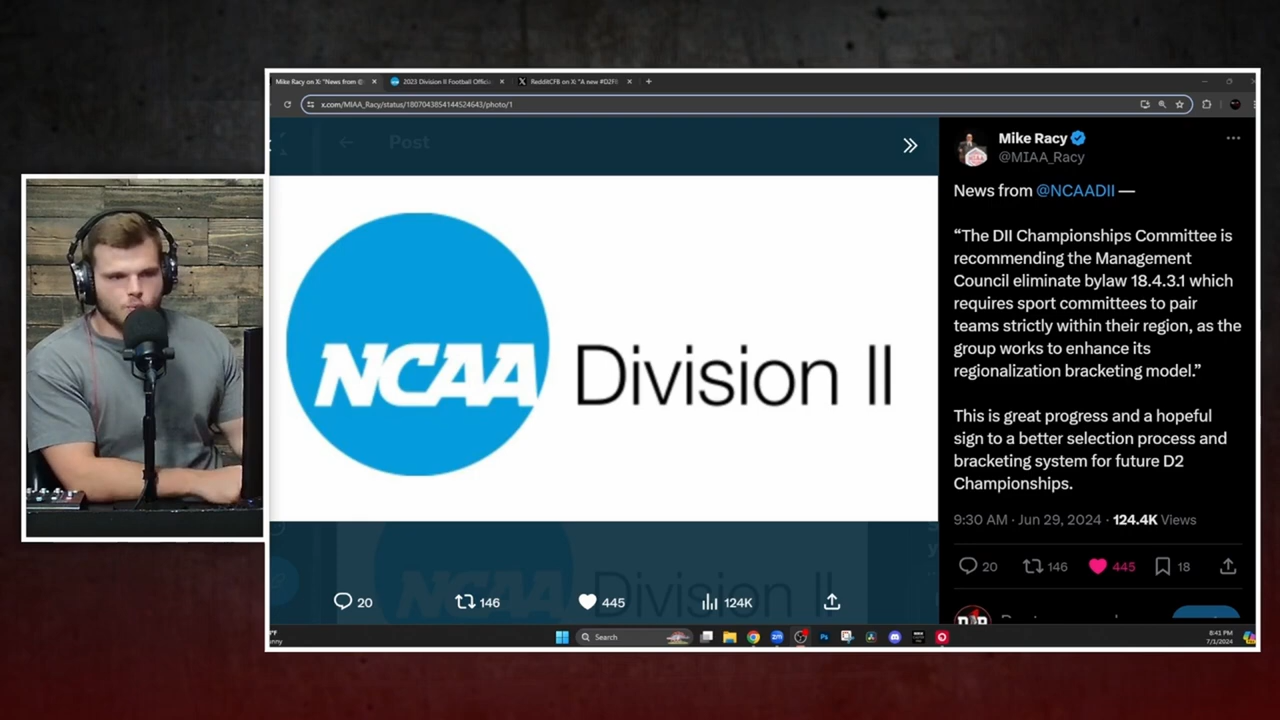 Mike Racy on X: "News from @
2023 Division II Football Officia
RedditCFB on X: "A new #D2FB
x.com/MIAA_Racy/status/1807043854144524643/photo/1
Post
NCAA Division II
20
146
445
124K
Mike Racy
@MIAA_Racy
News from @NCAADII —
“The DII Championships Committee is
recommending the Management
Council eliminate bylaw 18.4.3.1 which
requires sport committees to pair
teams strictly within their region, as the
group works to enhance its
regionalization bracketing model.”
This is great progress and a hopeful
sign to a better selection process and
bracketing system for future D2
Championships.
9:30 AM · Jun 29, 2024 · 124.4K Views
20
146
445
18
Search
8:41 PM
7/1/2024